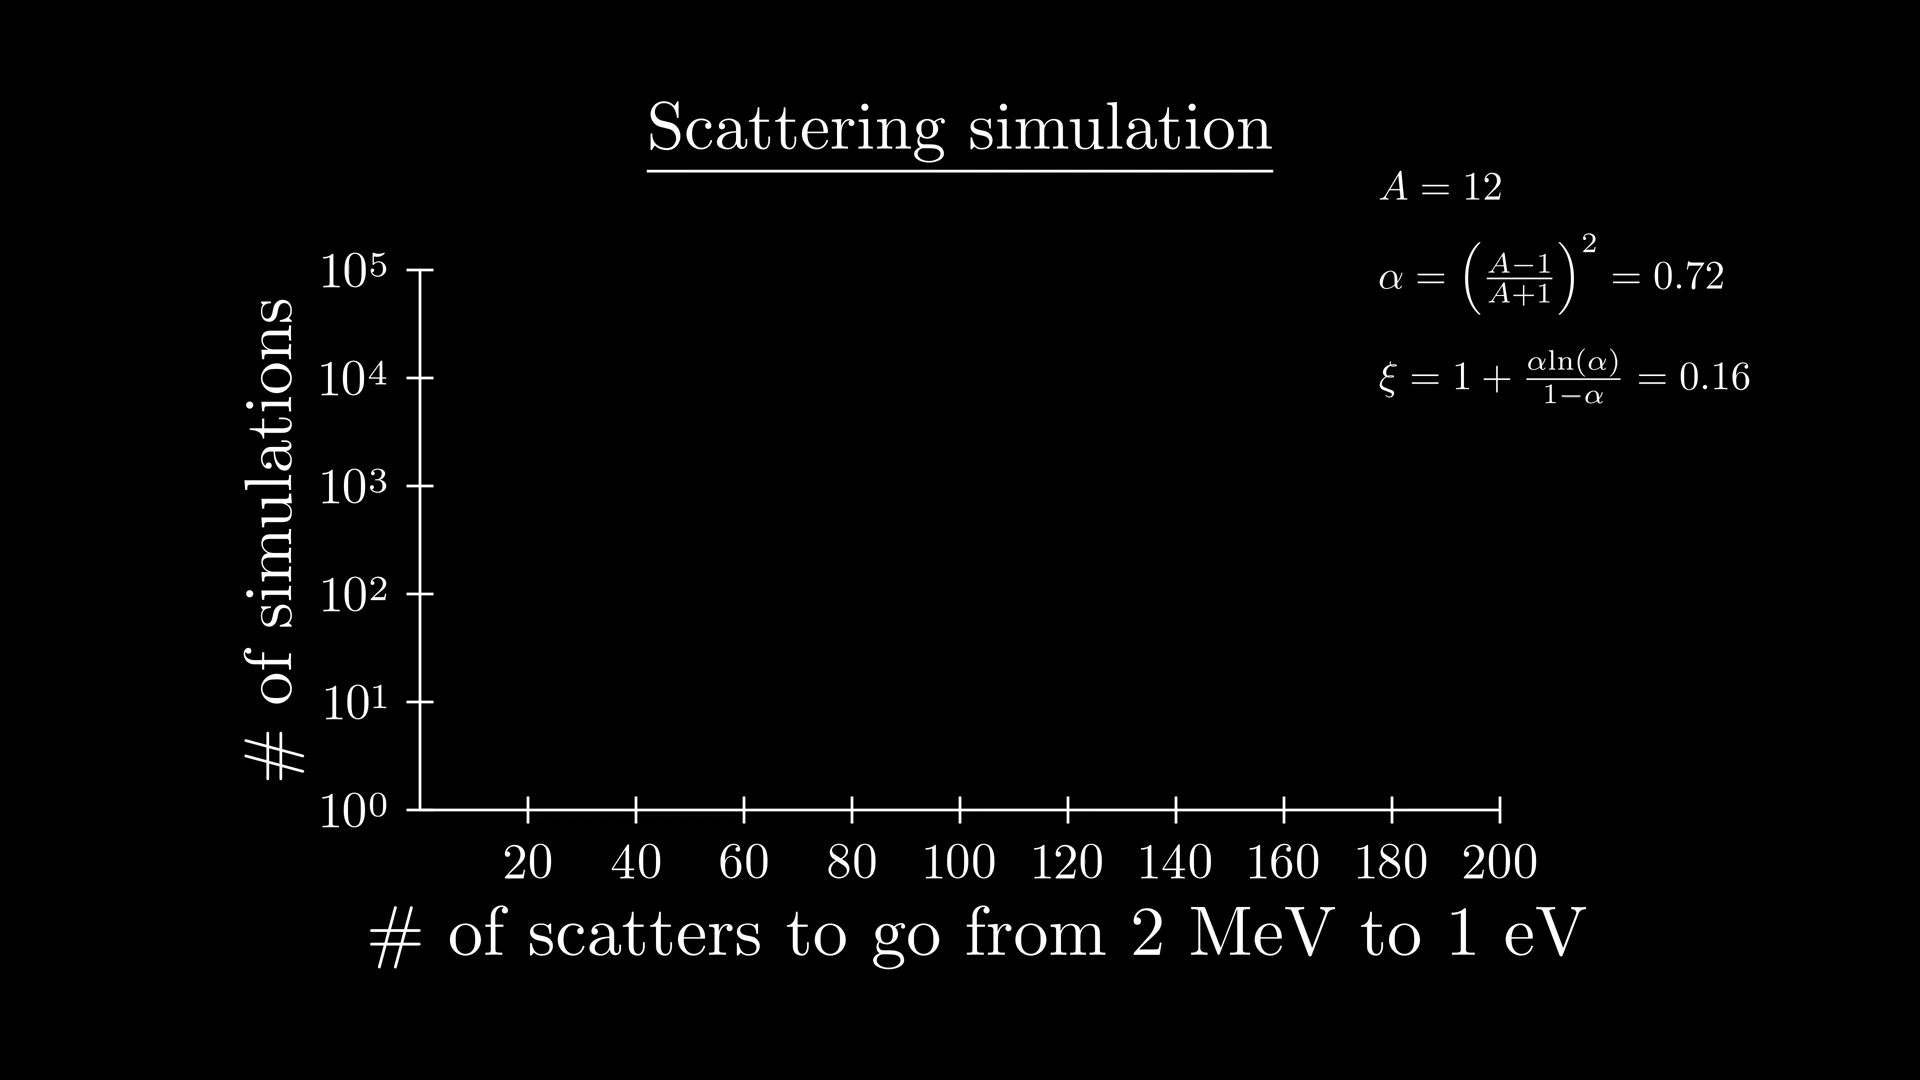 Scattering simulation
A = 12
α = ( A−1 / A+1 )² = 0.72
ξ = 1 + αln(α) / 1−α = 0.16
# of simulations
10⁵
10⁴
10³
10²
10¹
10⁰
20 40 60 80 100 120 140 160 180 200
# of scatters to go from 2 MeV to 1 eV